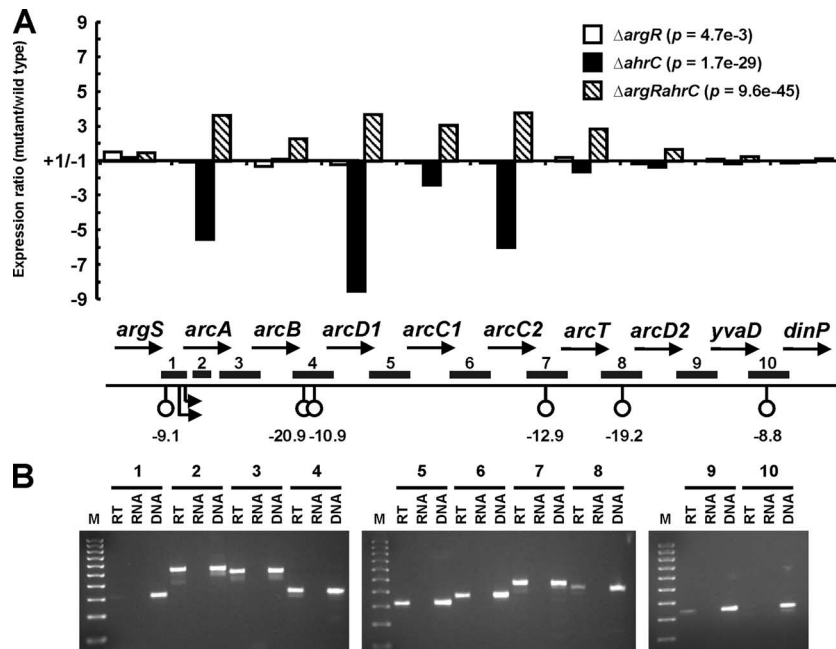 A
Expression ratio (mutant/wild type)
9
7
5
3
+1/-1
-3
-5
-7
-9
ΔargR (p = 4.7e-3)
ΔahrC (p = 1.7e-29)
ΔargRahrC (p = 9.6e-45)
argS arcA arcB arcD1 arcC1 arcC2 arcT arcD2 yvaD dinP
1 2 3 4 5 6 7 8 9 10
-9.1 -20.9 -10.9 -12.9 -19.2 -8.8
B
1 2 3 4 5 6 7 8 9 10
M RT RNA DNA RT RNA DNA RT RNA DNA RT RNA DNA M RT RNA DNA RT RNA DNA RT RNA DNA RT RNA DNA M RT RNA DNA RT RNA DNA